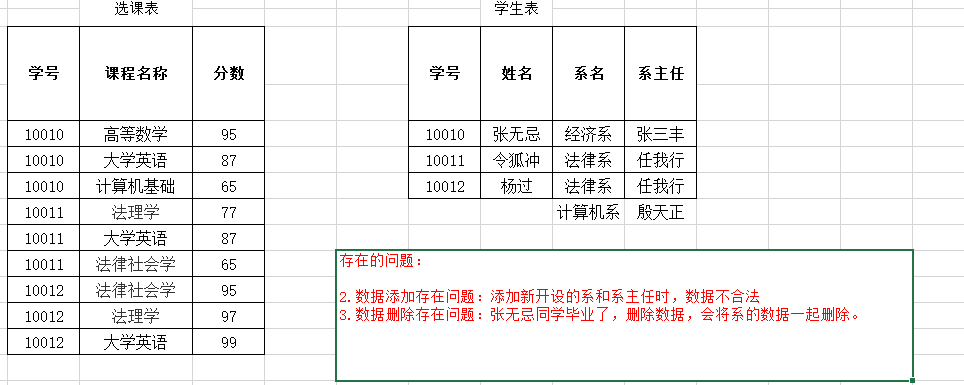 选课表
学号 课程名称 分数
10010 高等数学 95
10010 大学英语 87
10010 计算机基础 65
10011 法理学 77
10011 大学英语 87
10011 法律社会学 65
10012 法律社会学 95
10012 法理学 97
10012 大学英语 99
学生表
学号 姓名 系名 系主任
10010 张无忌 经济系 张三丰
10011 令狐冲 法律系 任我行
10012 杨过 法律系 任我行
计算机系 殷天正
存在的问题：
2.数据添加存在问题：添加新开设的系和系主任时，数据不合法
3.数据删除存在问题：张无忌同学毕业了，删除数据，会将系的数据一起删除。